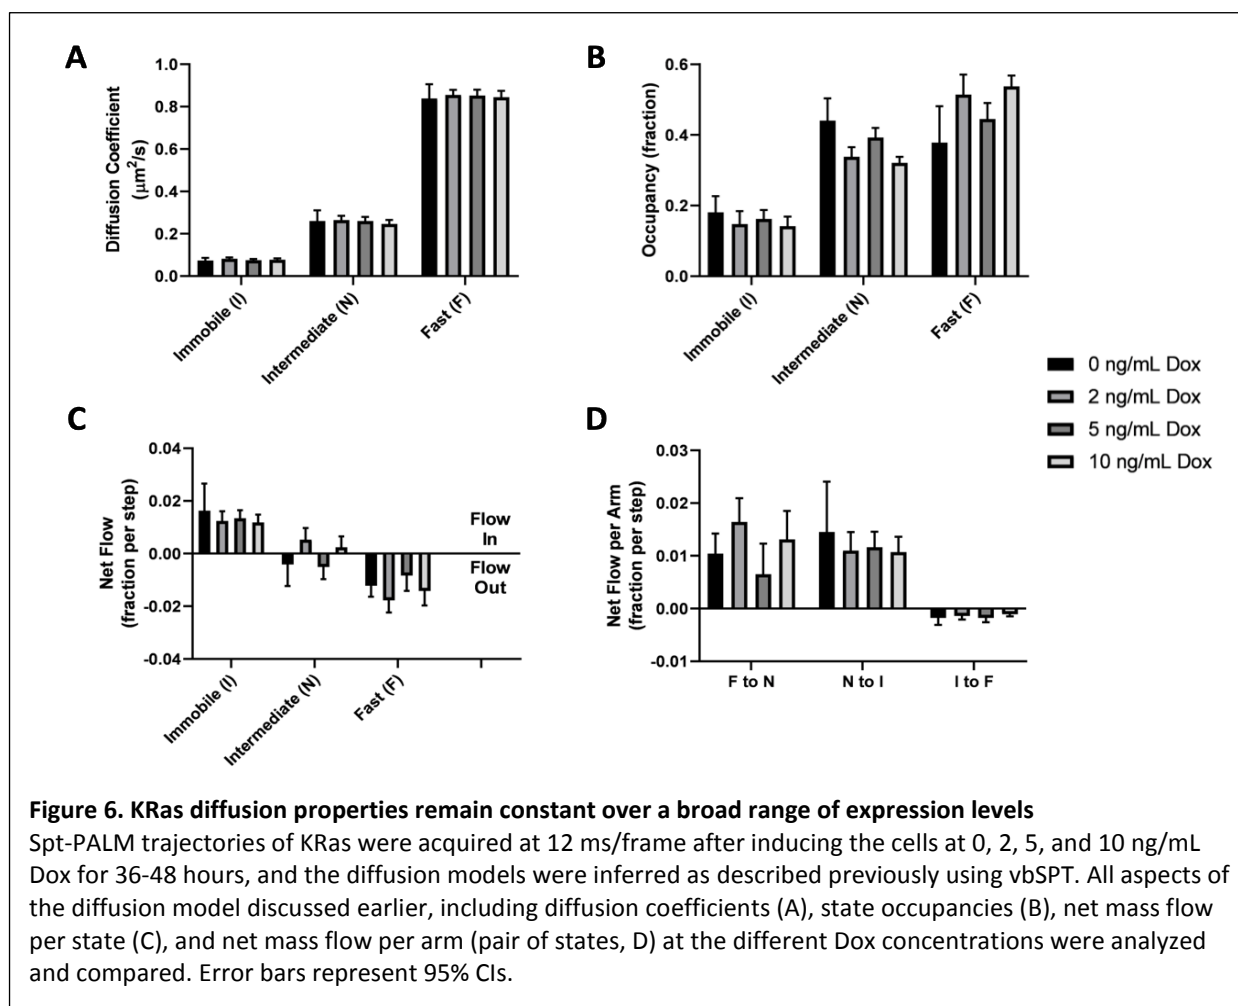 A
Diffusion Coefficient
(μm²/s)
1.0
0.8
0.6
0.4
0.2
0.0
Immobile (I)
Intermediate (N)
Fast (F)
B
Occupancy (fraction)
0.6
0.4
0.2
0.0
Immobile (I)
Intermediate (N)
Fast (F)
0 ng/mL Dox
2 ng/mL Dox
5 ng/mL Dox
10 ng/mL Dox
C
Net Flow
(fraction per step)
0.04
0.02
0.00
-0.02
-0.04
Flow
In
Flow
Out
Immobile (I)
Intermediate (N)
Fast (F)
D
Net Flow per Arm
(fraction per step)
0.03
0.02
0.01
0.00
-0.01
F to N
N to I
I to F
Figure 6. KRas diffusion properties remain constant over a broad range of expression levels
Spt-PALM trajectories of KRas were acquired at 12 ms/frame after inducing the cells at 0, 2, 5, and 10 ng/mL
Dox for 36-48 hours, and the diffusion models were inferred as described previously using vbSPT. All aspects of
the diffusion model discussed earlier, including diffusion coefficients (A), state occupancies (B), net mass flow
per state (C), and net mass flow per arm (pair of states, D) at the different Dox concentrations were analyzed
and compared. Error bars represent 95% CIs.